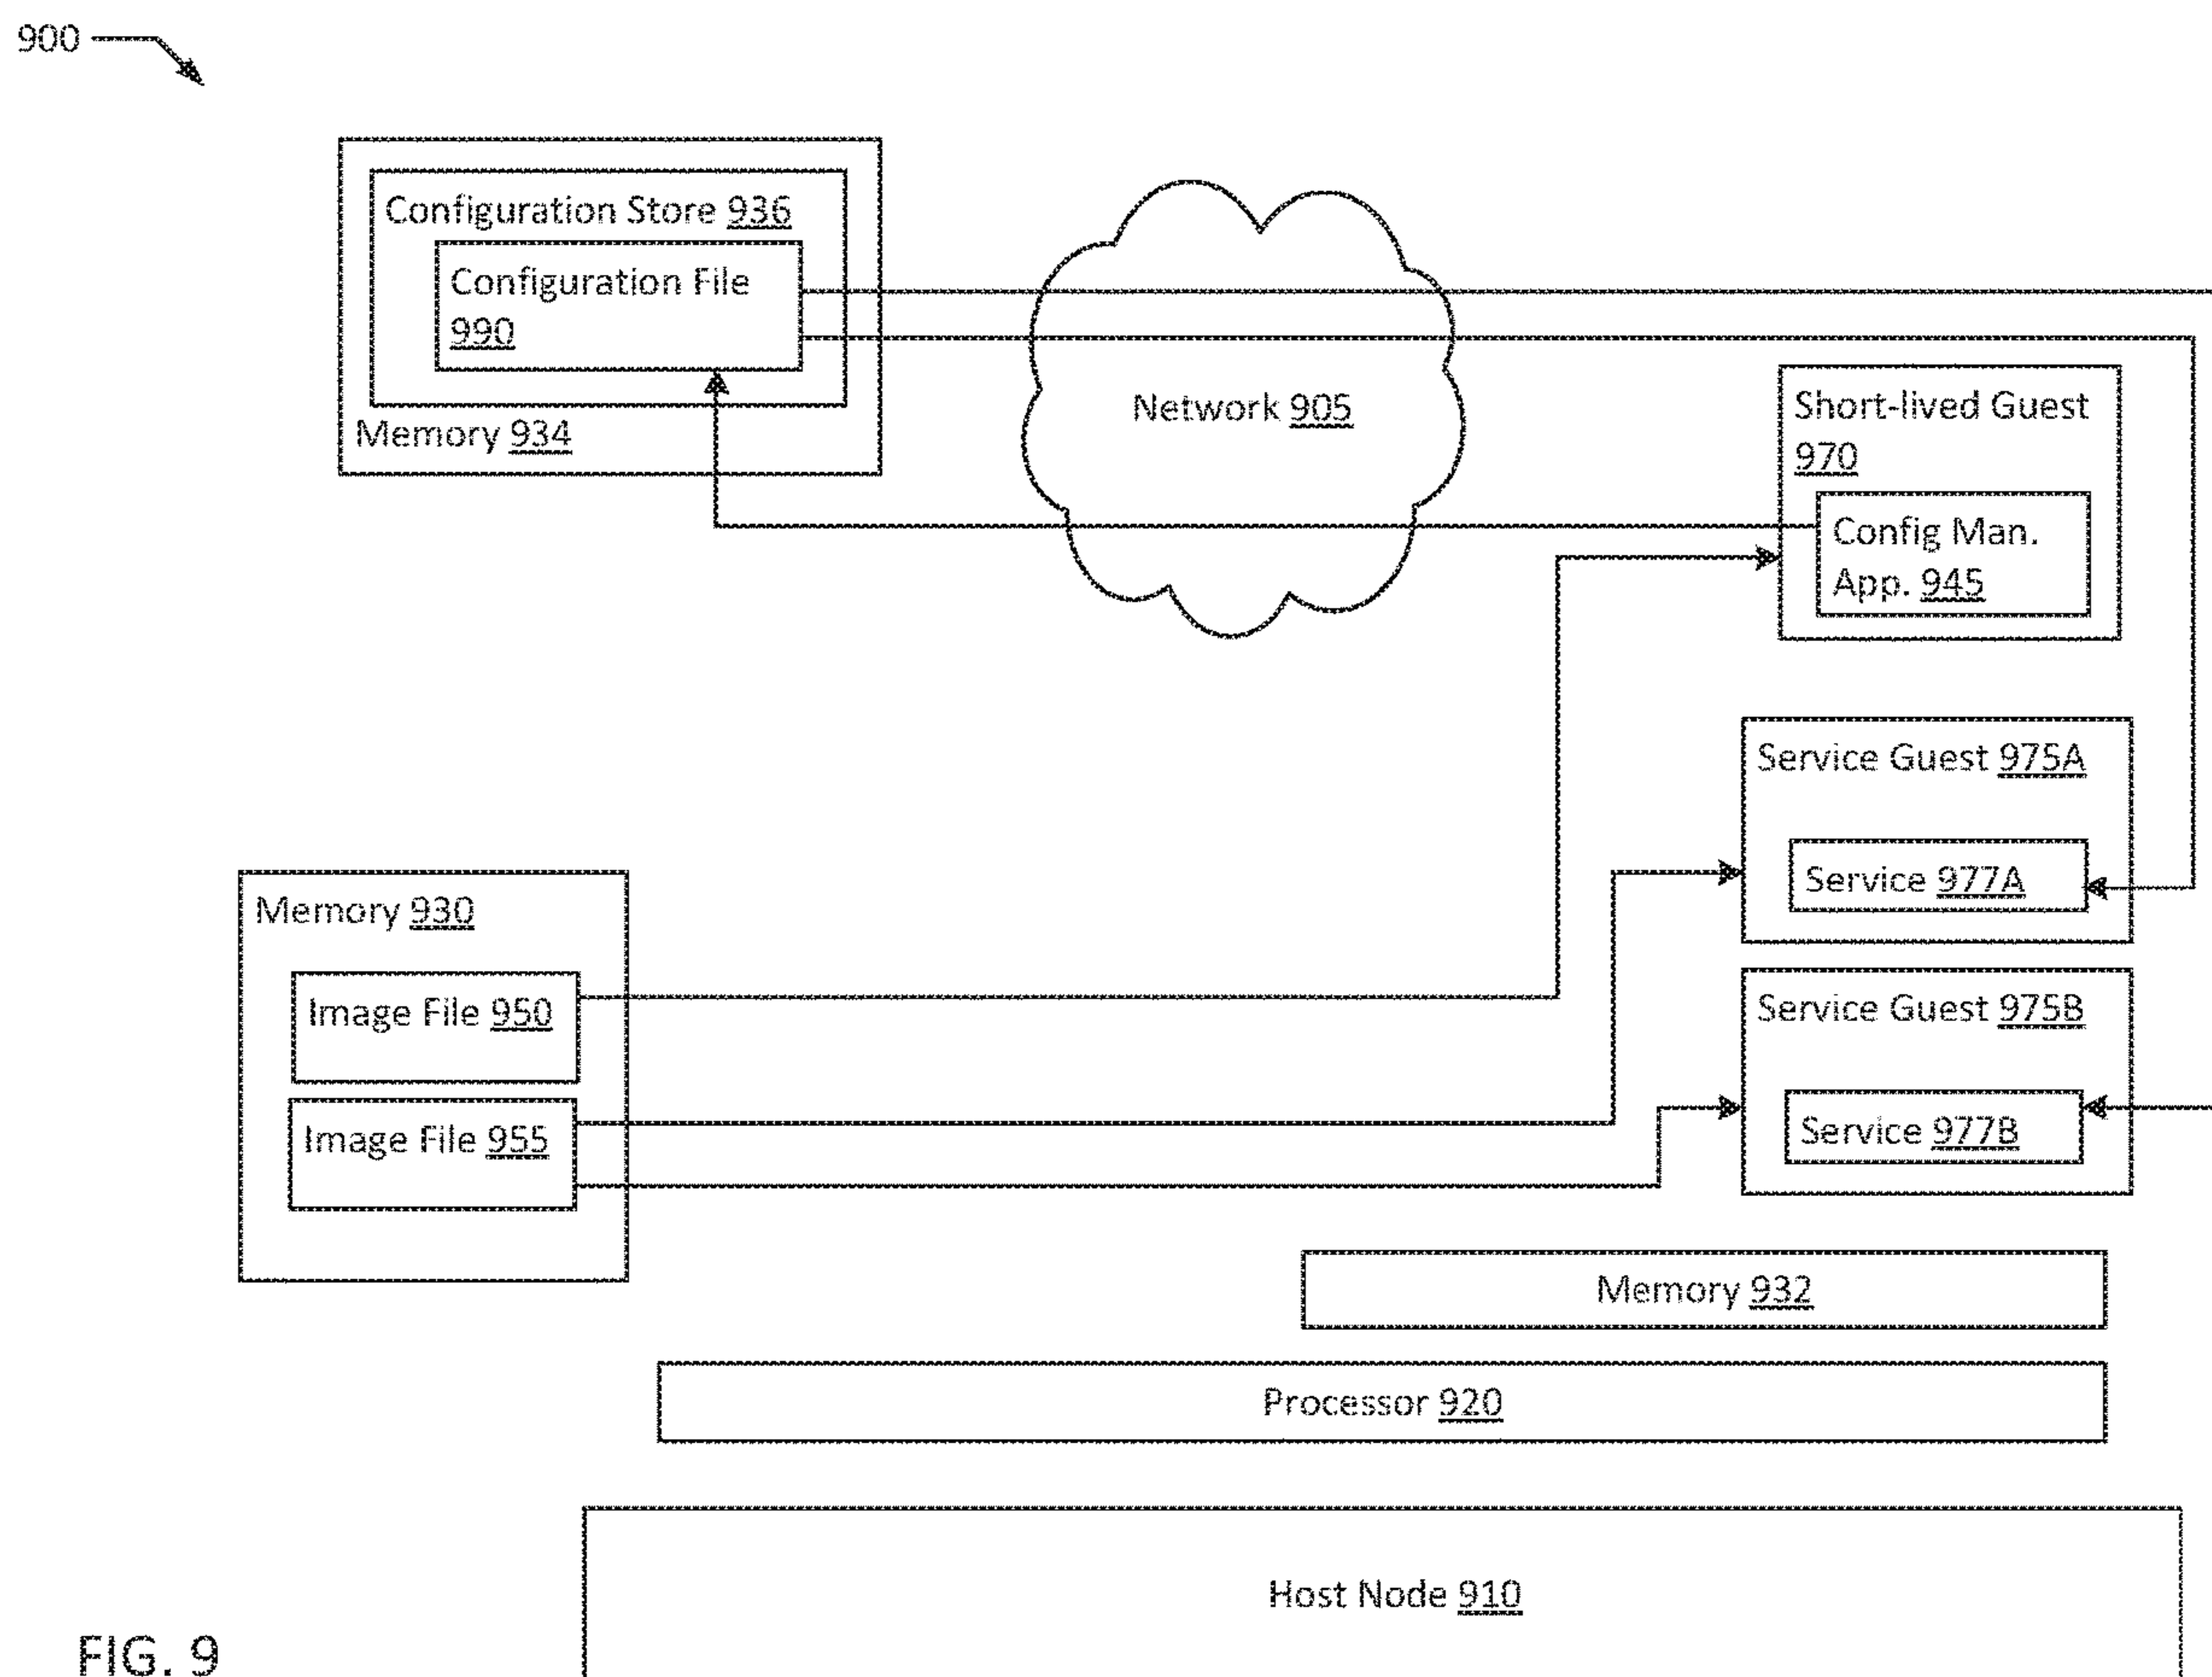 900
Configuration Store 936
Configuration File
990
Memory 934
Network 905
Short-lived Guest
970
Config Man.
App. 945
Service Guest 975A
Service 977A
Memory 930
Image File 950
Image File 955
Service Guest 975B
Service 977B
Memory 932
Processor 920
Host Node 910
FIG. 9